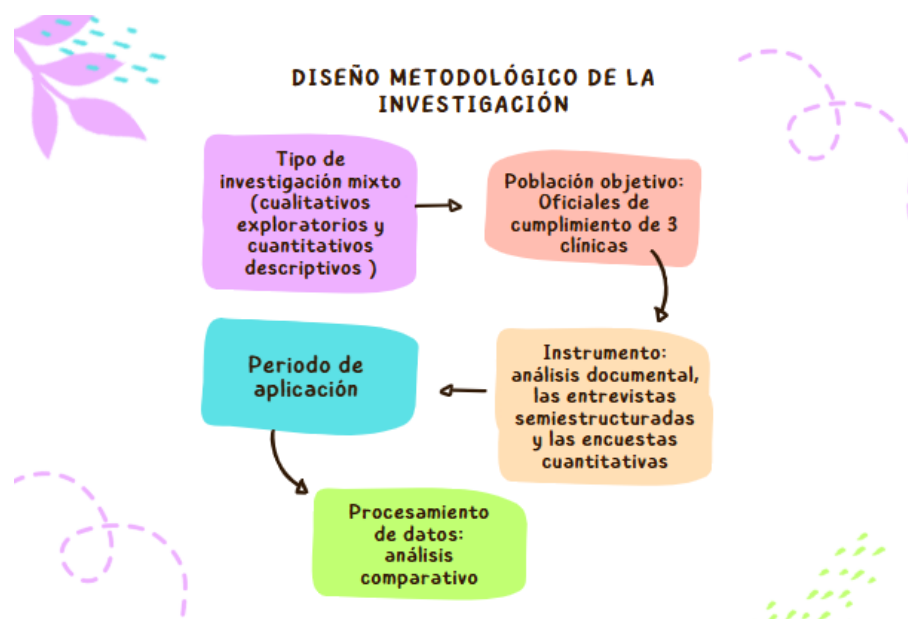 DISEÑO METODOLÓGICO DE LA
INVESTIGACIÓN
Tipo de
investigación mixto
(cualitativos
exploratorios y
cuantitativos
descriptivos )
Población objetivo:
Oficiales de
cumplimiento de 3
clínicas
Instrumento:
análisis documental,
las entrevistas
semiestructuradas
y las encuestas
cuantitativas
Periodo de
aplicación
Procesamiento
de datos:
análisis
comparativo